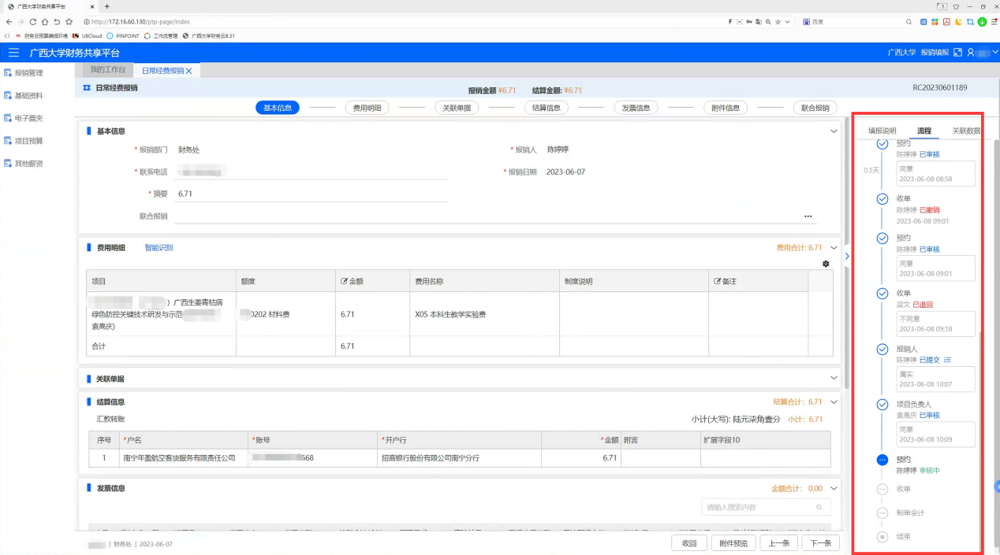 广西大学财务共享平台
http://172.16.60.130/ptp-page/index
百度
财务云预算编报环境 UBCloud PINPOINT 工作流管理 广西大学财务云8.31
广西大学财务共享平台
广西大学 报销填报
报销管理
基础资料
电子票夹
项目预算
其他薪资
我的工作台 日常经费报销
日常经费报销
报销金额 ¥6.71 结算金额: ¥6.71
RC20230601189
基本信息 费用明细 关联单据 结算信息 发票信息 附件信息 联合报销
基本信息
* 报销部门 财务处 * 报销人 陈婷婷
* 联系电话 * 报销日期 2023-06-07
* 摘要 6.71
联合报销
费用明细 智能识别 费用合计: 6.71
项目 额度 金额 费用名称 制度说明 备注
) 广西生姜青枯病
绿色防控关键技术研发与示范
袁高庆)
0202 材料费 6.71 X05 本科生教学实验费
合计 6.71
关联单据
结算信息 结算合计: 6.71
汇款转账 小计(大写): 陆元柒角壹分 小计: 6.71
序号 *户名 *账号 *开户行 *金额 附言 扩展字段10
1 南宁年盈航空客货服务有限责任公司 668 招商银行股份有限公司南宁分行 6.71
发票信息 金额合计: 0.00
请输入搜索内容
财务处 | 2023-06-07
收回 附件预览 上一条 下一条
填报说明 流程 关联数据
预约
陈婷婷 已审核
0.5天
同意
2023-06-08 08:58
收单
陈婷婷 已撤销
2023-06-08 09:01
预约
陈婷婷 已审核
同意
2023-06-08 09:01
收单
梁文 已退回
不同意
2023-06-08 09:18
报销人
陈婷婷 已提交
属实
2023-06-08 10:07
项目负责人
袁高庆 已审核
同意
2023-06-08 10:09
预约
陈婷婷 审核中
收单
制单会计
结束